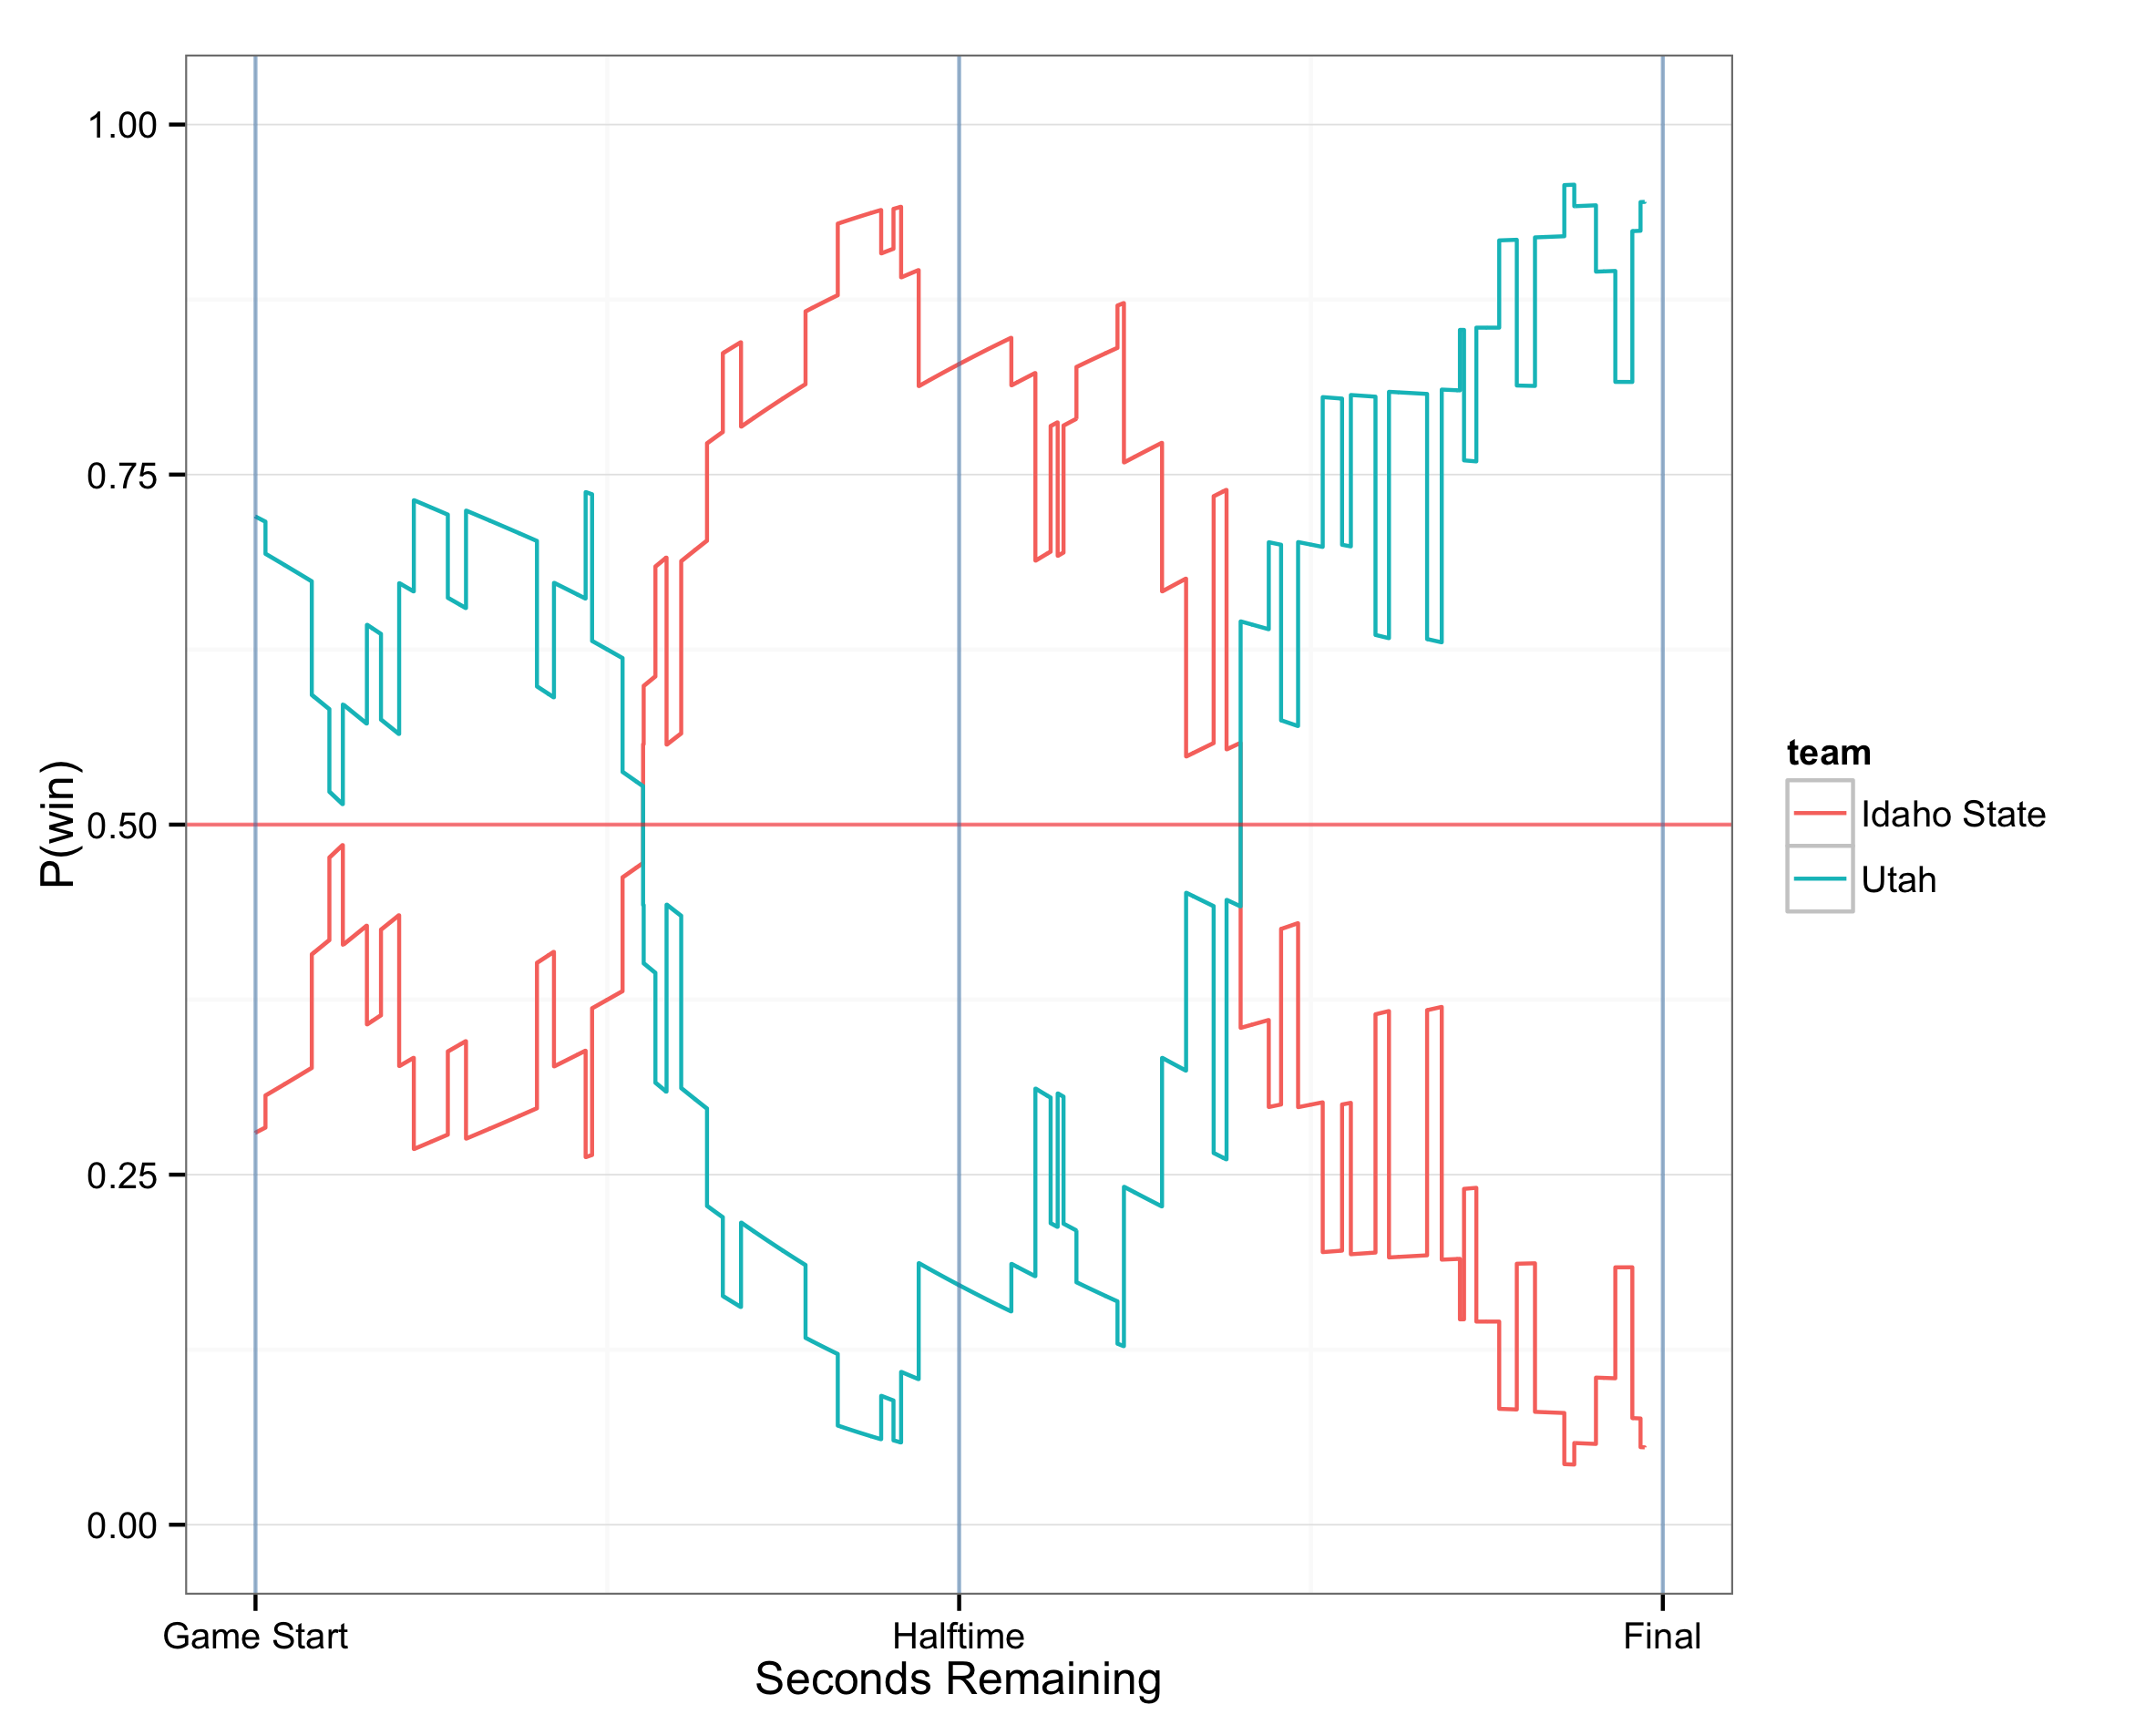 P(win)
1.00
0.75
0.50
0.25
0.00
Game Start
Halftime
Final
Seconds Remaining
team
Idaho State
Utah